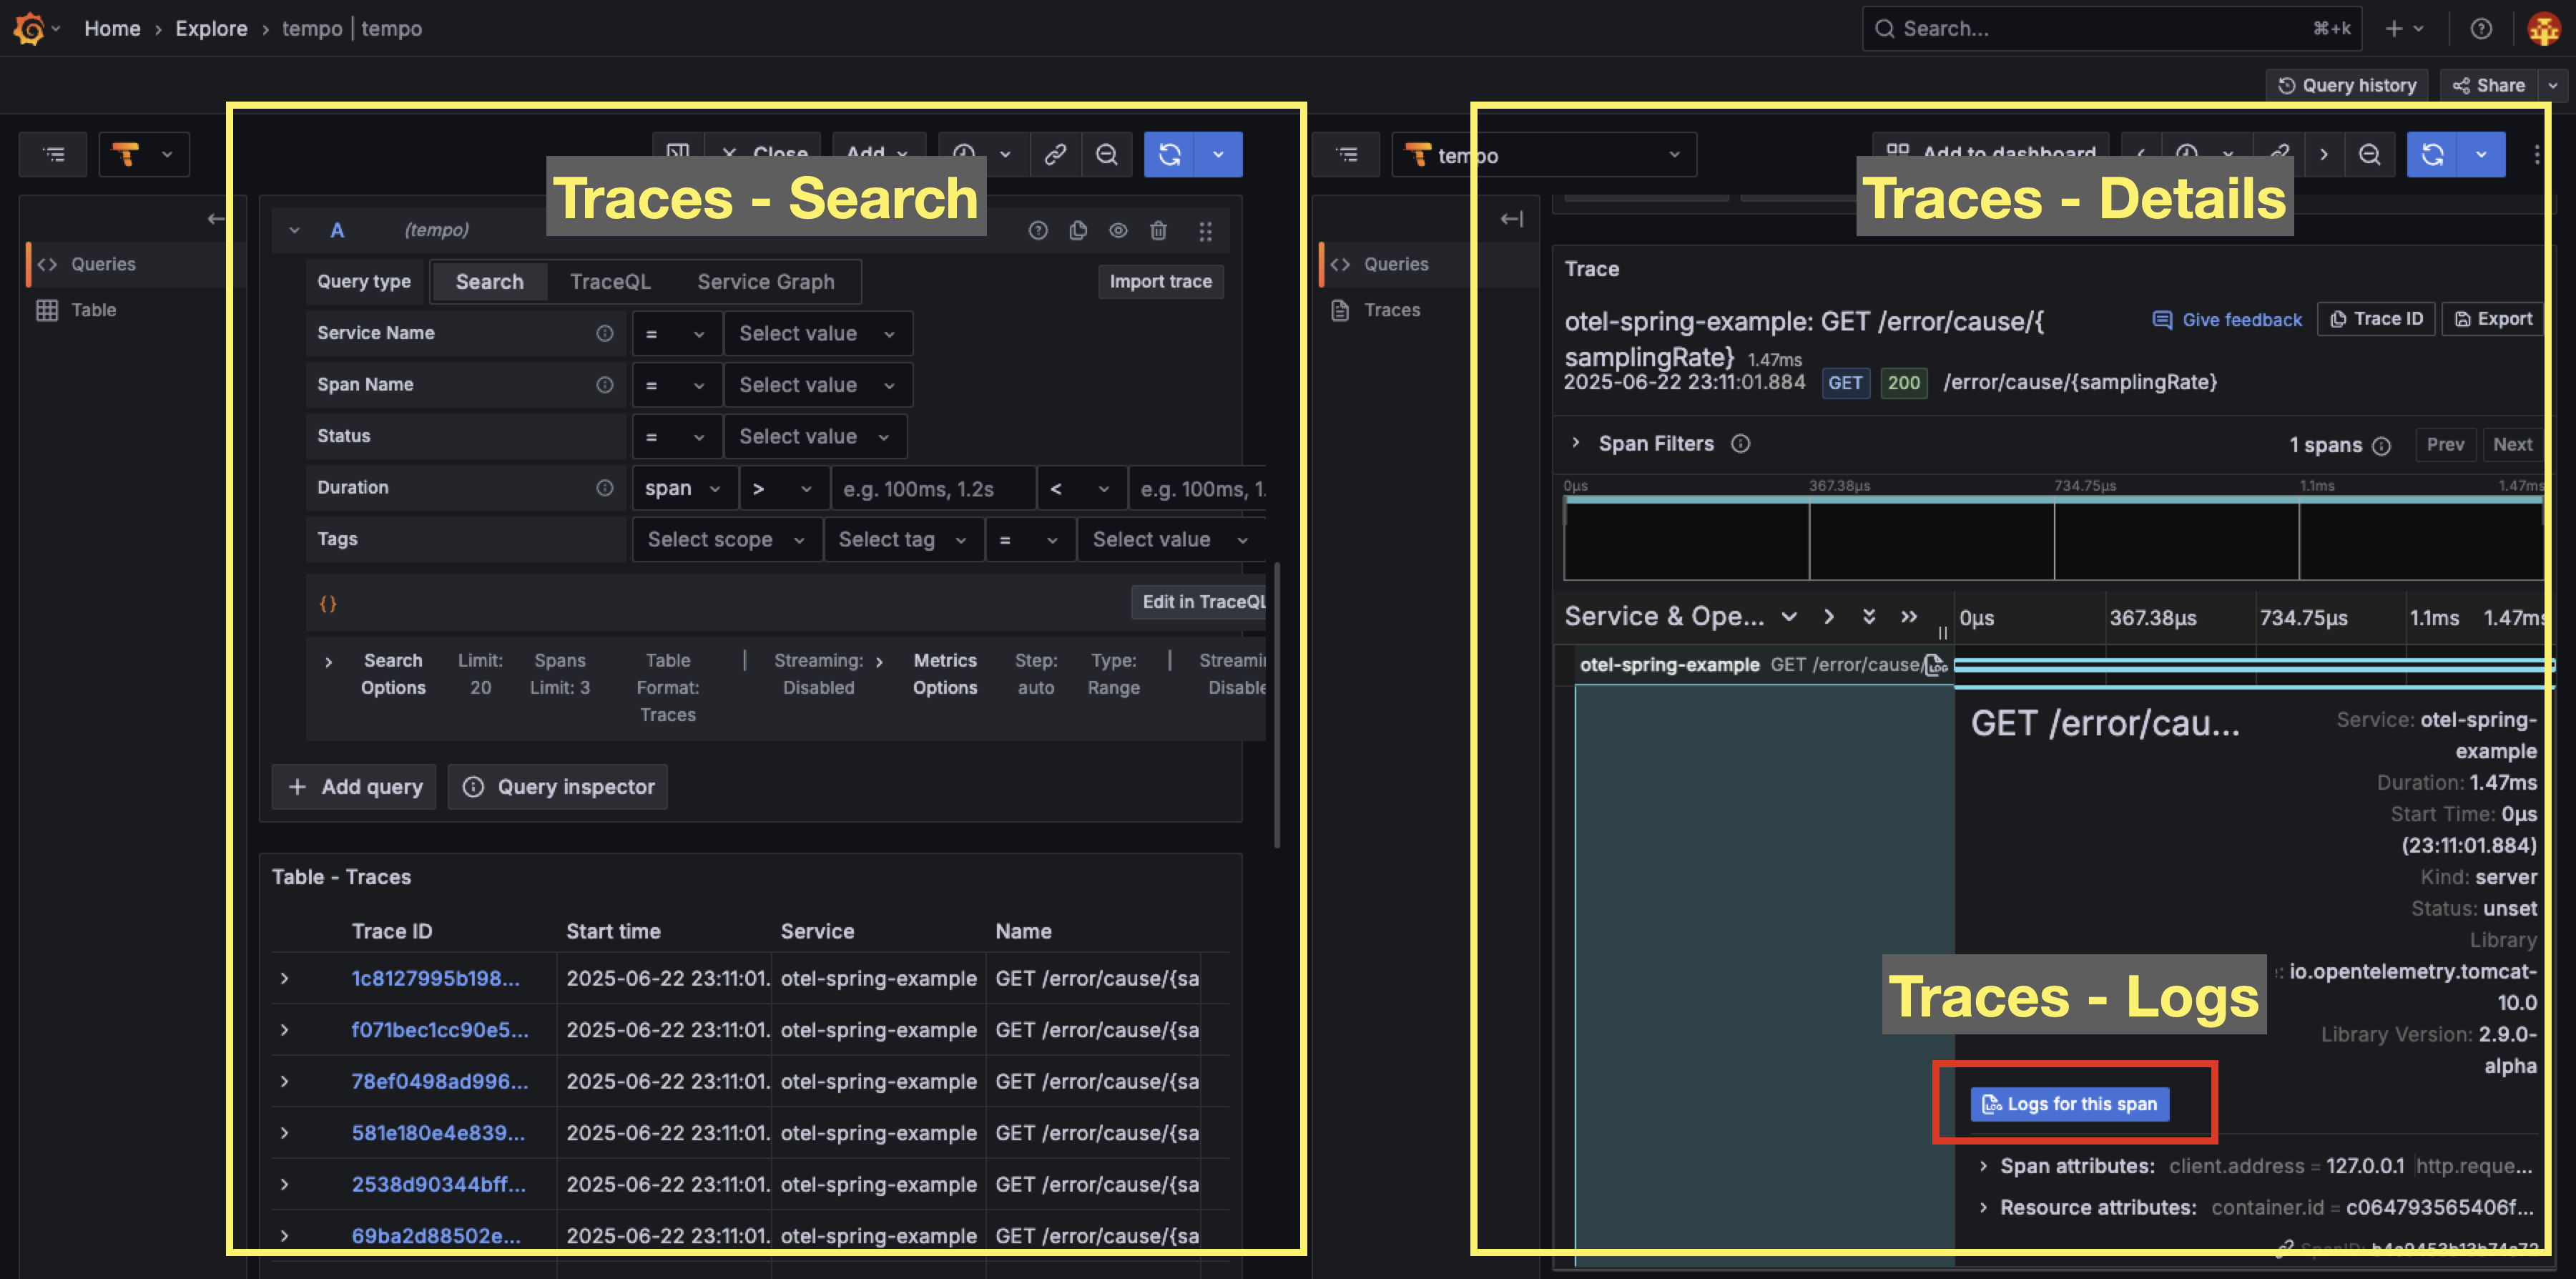 Home › Explore › tempo | tempo
Search...
⌘+k
Query history
Share
Close
Add
tempo
Add to dashboard
Traces - Search
Traces - Details
Queries
Table
A
(tempo)
Query type
Search
TraceQL
Service Graph
Import trace
Service Name
=
Select value
Span Name
=
Select value
Status
=
Select value
Duration
span
>
e.g. 100ms, 1.2s
<
e.g. 100ms, 1.
Tags
Select scope
Select tag
=
Select value
{}
Edit in TraceQL
Search Options
Limit: 20
Spans Limit: 3
Table Format: Traces
|
Streaming: Disabled
Metrics Options
Step: auto
Type: Range
|
Streami
Disable
+ Add query
Query inspector
Table - Traces
Trace ID Start time Service Name
1c8127995b198... 2025-06-22 23:11:01. otel-spring-example GET /error/cause/{sa
f071bec1cc90e5... 2025-06-22 23:11:01. otel-spring-example GET /error/cause/{sa
78ef0498ad996... 2025-06-22 23:11:01. otel-spring-example GET /error/cause/{sa
581e180e4e839... 2025-06-22 23:11:01. otel-spring-example GET /error/cause/{sa
2538d90344bff... 2025-06-22 23:11:01. otel-spring-example GET /error/cause/{sa
69ba2d88502e... 2025-06-22 23:11:01. otel-spring-example GET /error/cause/{sa
Queries
Traces
Trace
otel-spring-example: GET /error/cause/{
samplingRate} 1.47ms
Give feedback
Trace ID
Export
2025-06-22 23:11:01.884 GET 200 /error/cause/{samplingRate}
Span Filters
1 spans
Prev
Next
0µs 367.38µs 734.75µs 1.1ms 1.47ms
Service & Ope...
0µs 367.38µs 734.75µs 1.1ms 1.47ms
otel-spring-example GET /error/cause/
LOG
GET /error/cau...
Service: otel-spring-
example
Duration: 1.47ms
Start Time: 0µs
(23:11:01.884)
Kind: server
Status: unset
Library
: io.opentelemetry.tomcat-
10.0
Library Version: 2.9.0-
alpha
Traces - Logs
LOG Logs for this span
Span attributes: client.address = 127.0.0.1 http.reque...
Resource attributes: container.id = c064793565406f...